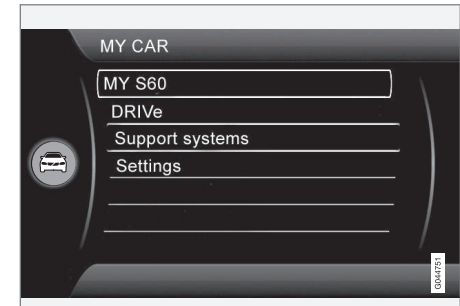 MY CAR
MY S60
DRIVe
Support systems
Settings
G044751